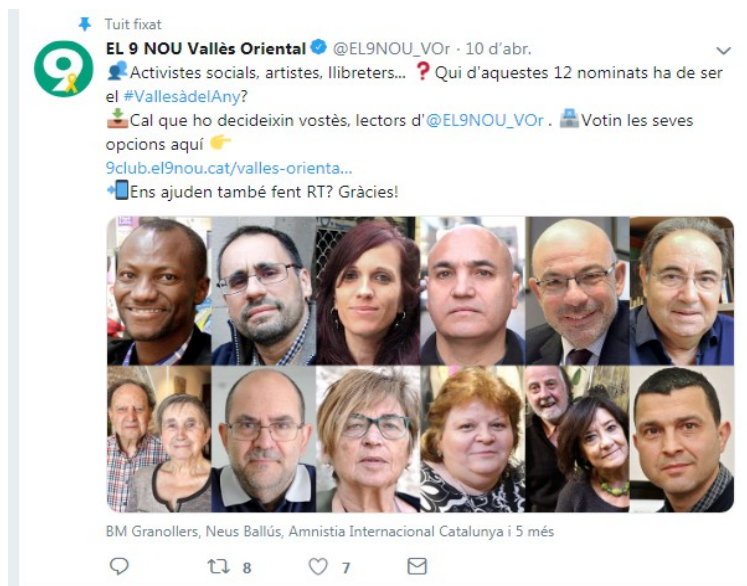 Tuit fixat
EL 9 NOU Vallès Oriental @EL9NOU_VOr · 10 d'abr.
Activistes socials, artistes, llibreters... ❓ Qui d'aquestes 12 nominats ha de ser
el #VallesàdelAny?
Cal que ho decideixin vostès, lectors d'@EL9NOU_VOr . Votin les seves
opcions aquí 👉
9club.el9nou.cat/valles-orienta...
Ens ajuden també fent RT? Gràcies!
BM Granollers, Neus Ballús, Amnistia Internacional Catalunya i 5 més
8 7